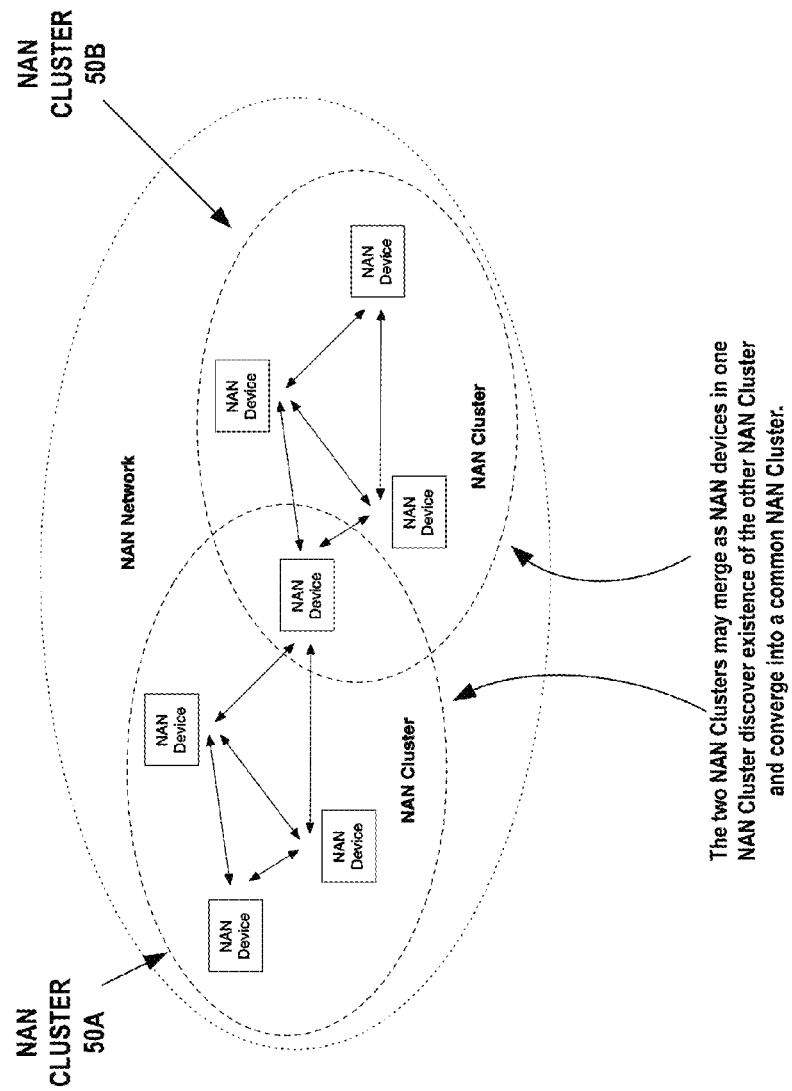 NAN
CLUSTER
50A
NAN
CLUSTER
50B
NAN Network
NAN
Device
NAN
Device
NAN
Device
NAN
Device
NAN
Device
NAN
Device
NAN Cluster
NAN
Device
NAN Cluster
The two NAN Clusters may merge as NAN devices in one
NAN Cluster discover existence of the other NAN Cluster
and converge into a common NAN Cluster.